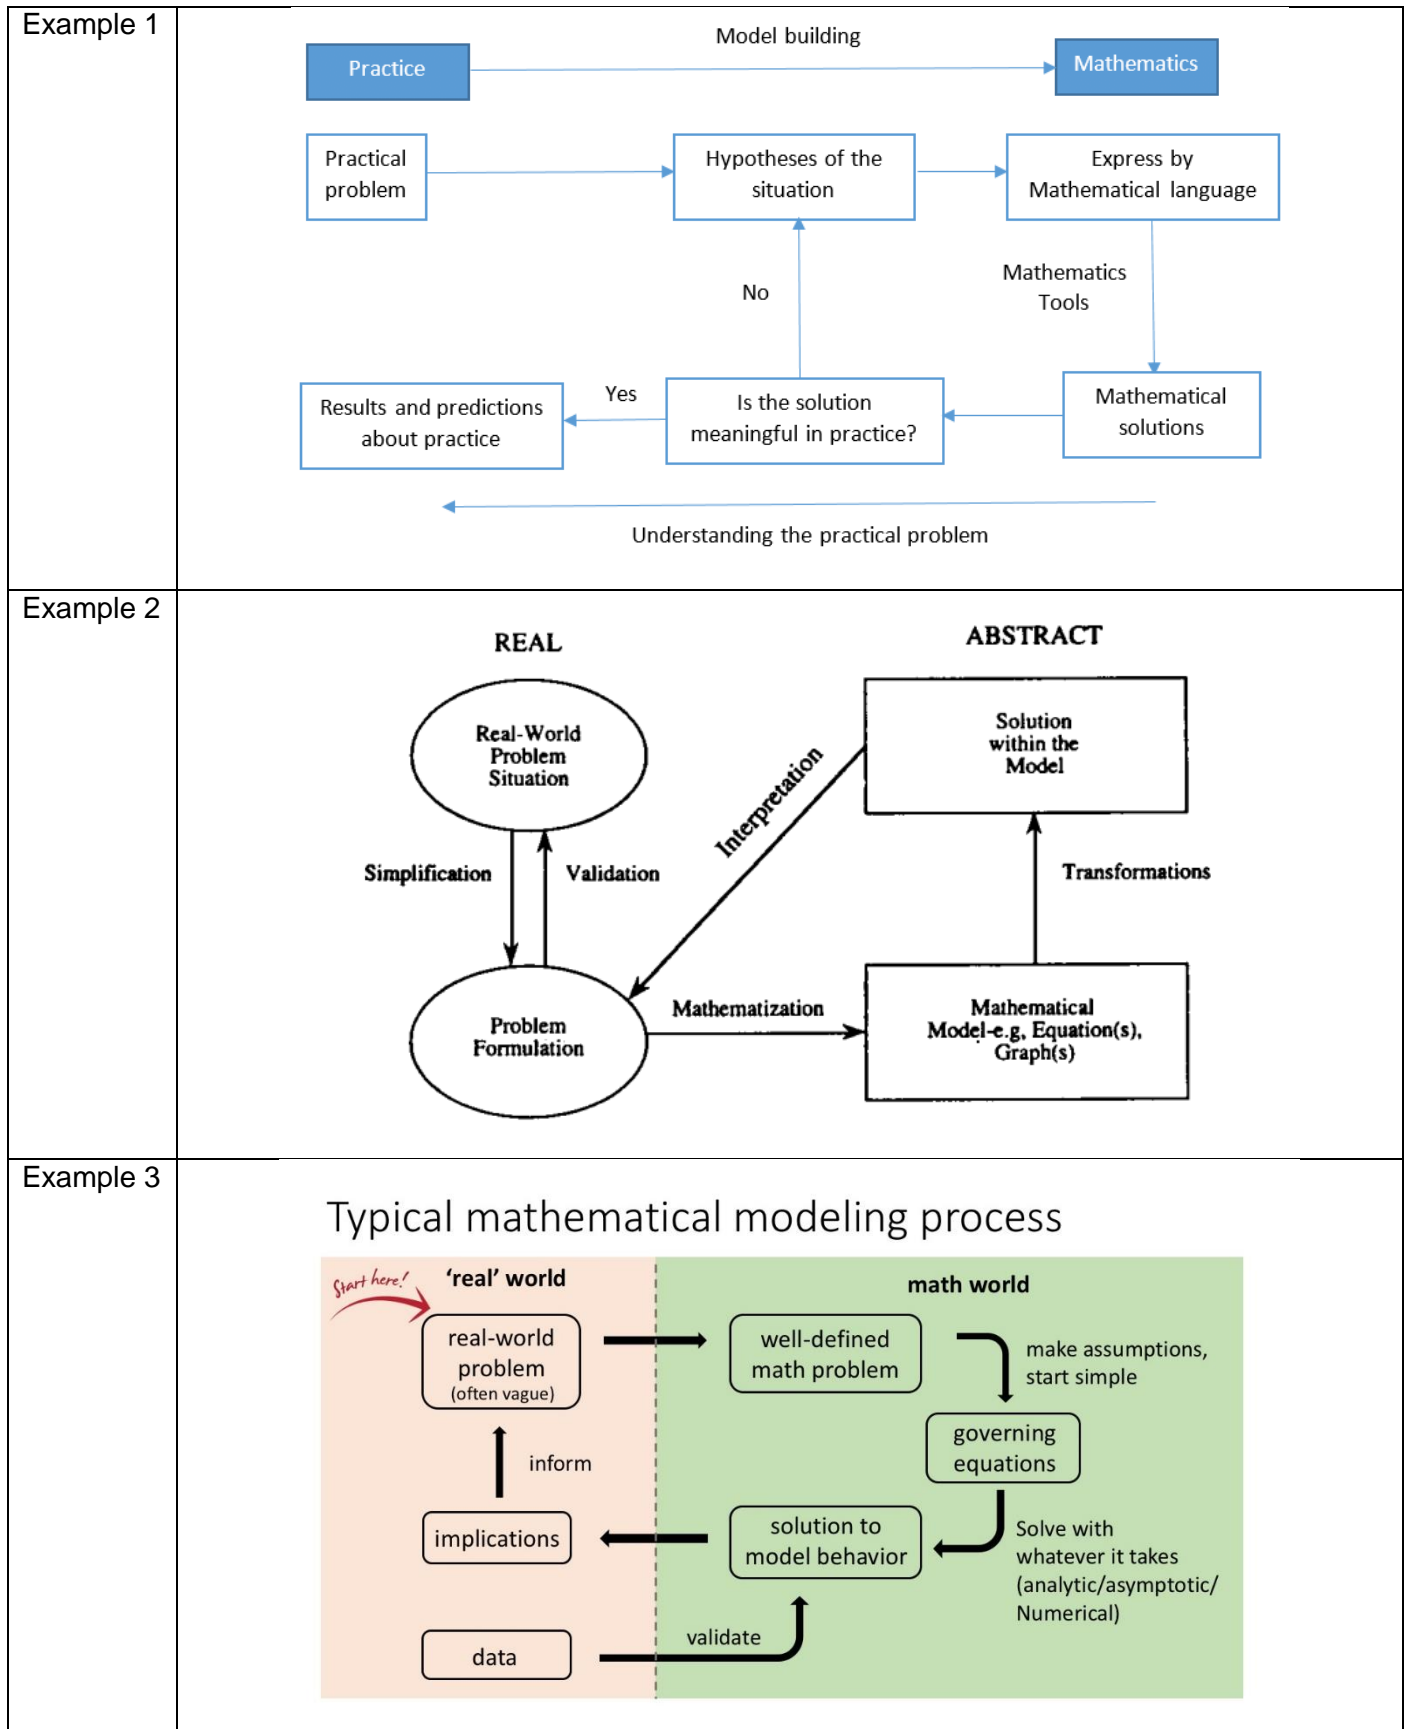 Example 1
Model building
Practice
Mathematics
Practical
problem
Hypotheses of the
situation
Express by
Mathematical language
Mathematics
Tools
No
Mathematical
solutions
Is the solution
meaningful in practice?
Yes
Results and predictions
about practice
Understanding the practical problem
Example 2
REAL
ABSTRACT
Real-World
Problem
Situation
Solution
within the
Model
Interpretation
Simplification
Validation
Transformations
Problem
Formulation
Mathematization
Mathematical
Model-e.g, Equation(s),
Graph(s)
Example 3
Typical mathematical modeling process
Start here!
'real' world
math world
real-world
problem
(often vague)
well-defined
math problem
make assumptions,
start simple
governing
equations
inform
implications
solution to
model behavior
Solve with
whatever it takes
(analytic/asymptotic/
Numerical)
validate
data